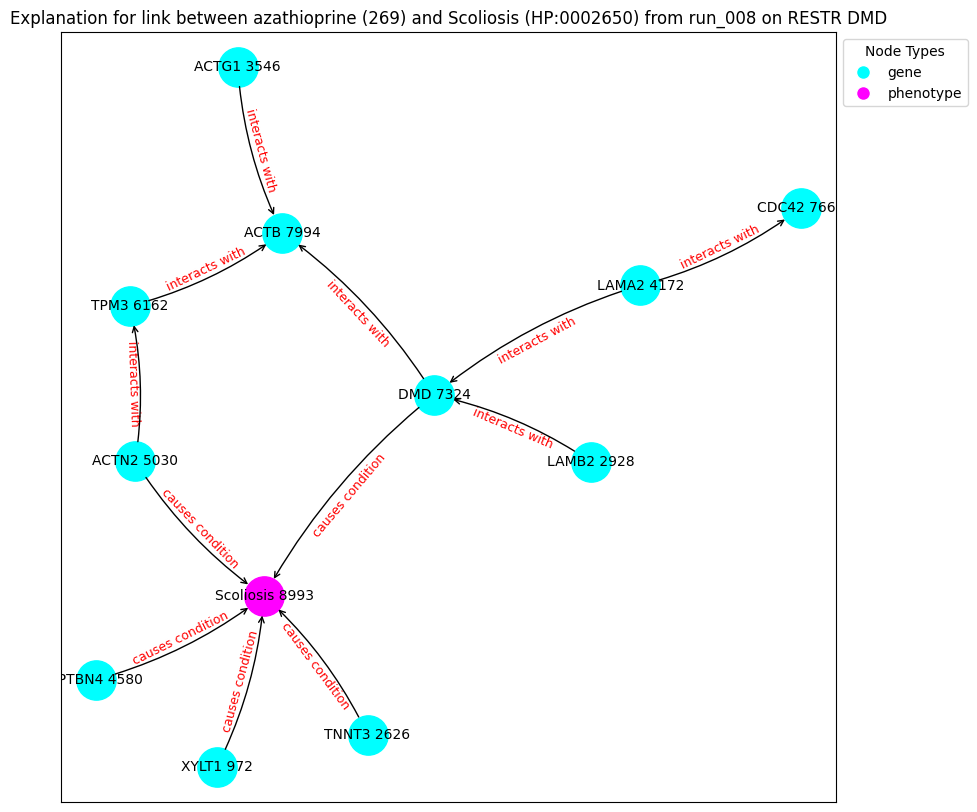 Explanation for link between azathioprine (269) and Scoliosis (HP:0002650) from run_008 on RESTR DMD
Node Types
gene
phenotype
ACTG1 3546
interacts with
CDC42 766
ACTB 7994
interacts with
interacts with
LAMA2 4172
TPM3 6162
interacts with
interacts with
interacts with
DMD 7324
interacts with
ACTN2 5030
LAMB2 2928
causes condition
causes condition
Scoliosis 8993
causes condition
causes condition
causes condition
PTBN4 4580
TNNT3 2626
XYLT1 972